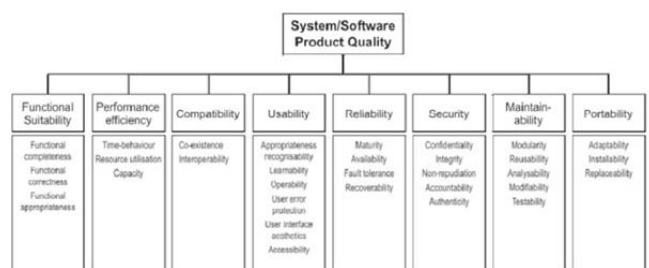 System/Software
Product Quality
Functional
Suitability
Performance
efficiency
Compatibility
Usability
Reliability
Security
Maintain-
ability
Portability
Functional
completeness
Functional
correctness
Functional
appropriateness
Time-behaviour
Resource utilisation
Capacity
Co-existence
Interoperability
Appropriateness
recognisability
Learnability
Operability
User error
protection
User interface
aesthetics
Accessibility
Maturity
Availability
Fault tolerance
Recoverability
Confidentiality
Integrity
Non-repudiation
Accountability
Authenticity
Modularity
Reusability
Analysability
Modifiability
Testability
Adaptability
Installability
Replaceability